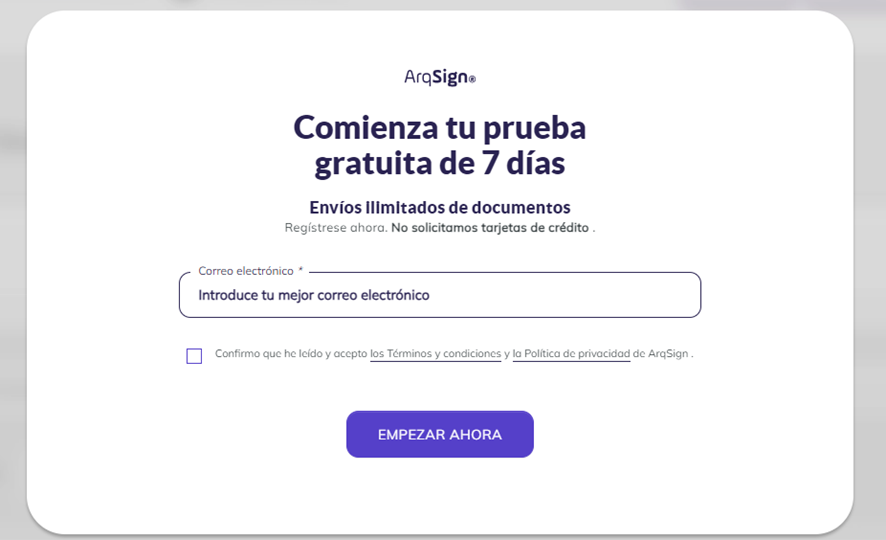 ArqSign®
Comienza tu prueba
gratuita de 7 días
Envíos ilimitados de documentos
Regístrese ahora. No solicitamos tarjetas de crédito .
Correo electrónico *
Introduce tu mejor correo electrónico
Confirmo que he leído y acepto los Términos y condiciones y la Política de privacidad de ArqSign .
EMPEZAR AHORA